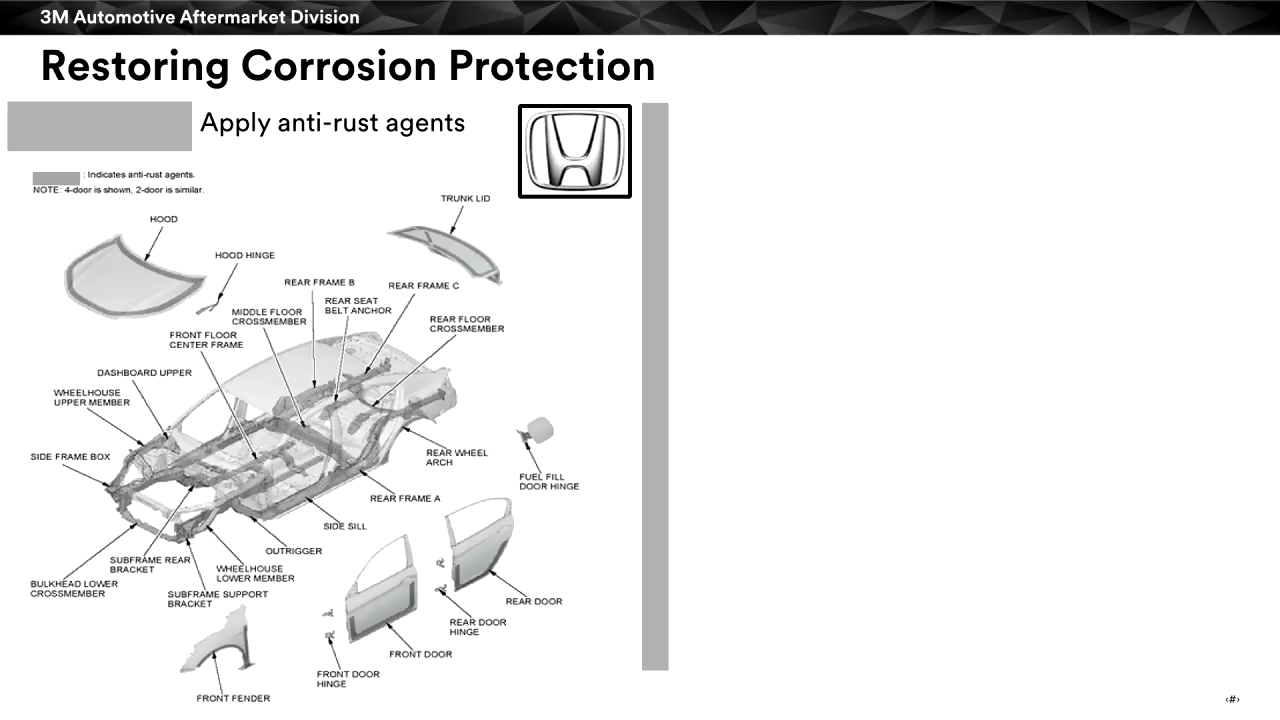 3M Automotive Aftermarket Division
Restoring Corrosion Protection
Apply anti-rust agents
: Indicates anti-rust agents.
NOTE: 4-door is shown, 2-door is similar.
TRUNK LID
HOOD
HOOD HINGE
REAR FRAME B
REAR FRAME C
REAR SEAT
BELT ANCHOR
MIDDLE FLOOR
CROSSMEMBER
REAR FLOOR
CROSSMEMBER
FRONT FLOOR
CENTER FRAME
DASHBOARD UPPER
WHEELHOUSE
UPPER MEMBER
SIDE FRAME BOX
REAR WHEEL
ARCH
FUEL FILL
DOOR HINGE
REAR FRAME A
SIDE SILL
OUTRIGGER
SUBFRAME REAR
BRACKET
WHEELHOUSE
LOWER MEMBER
BULKHEAD LOWER
CROSSMEMBER
SUBFRAME SUPPORT
BRACKET
REAR DOOR
REAR DOOR
HINGE
FRONT DOOR
FRONT DOOR
HINGE
FRONT FENDER
‹#›